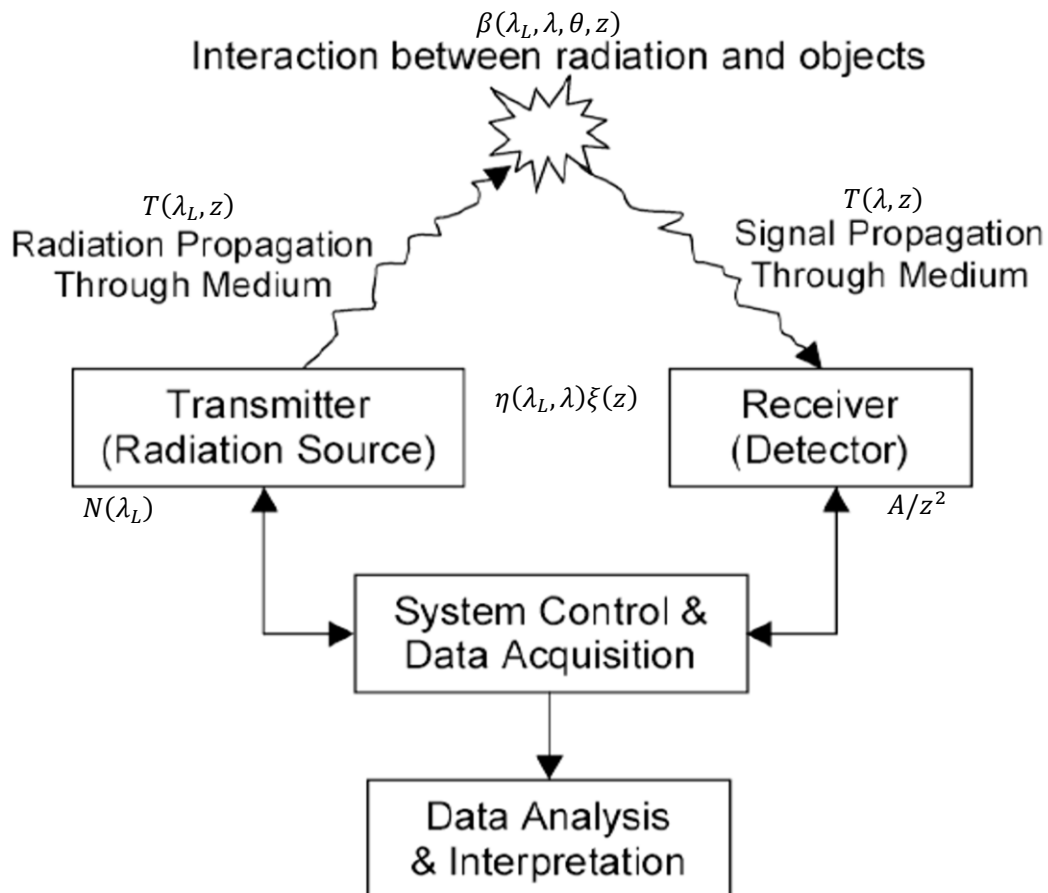 β(λ_L, λ, θ, z)
Interaction between radiation and objects
T(λ_L, z)
Radiation Propagation
Through Medium
T(λ, z)
Signal Propagation
Through Medium
Transmitter
(Radiation Source)
η(λ_L, λ)ξ(z)
Receiver
(Detector)
N(λ_L)
A/z²
System Control &
Data Acquisition
Data Analysis
& Interpretation